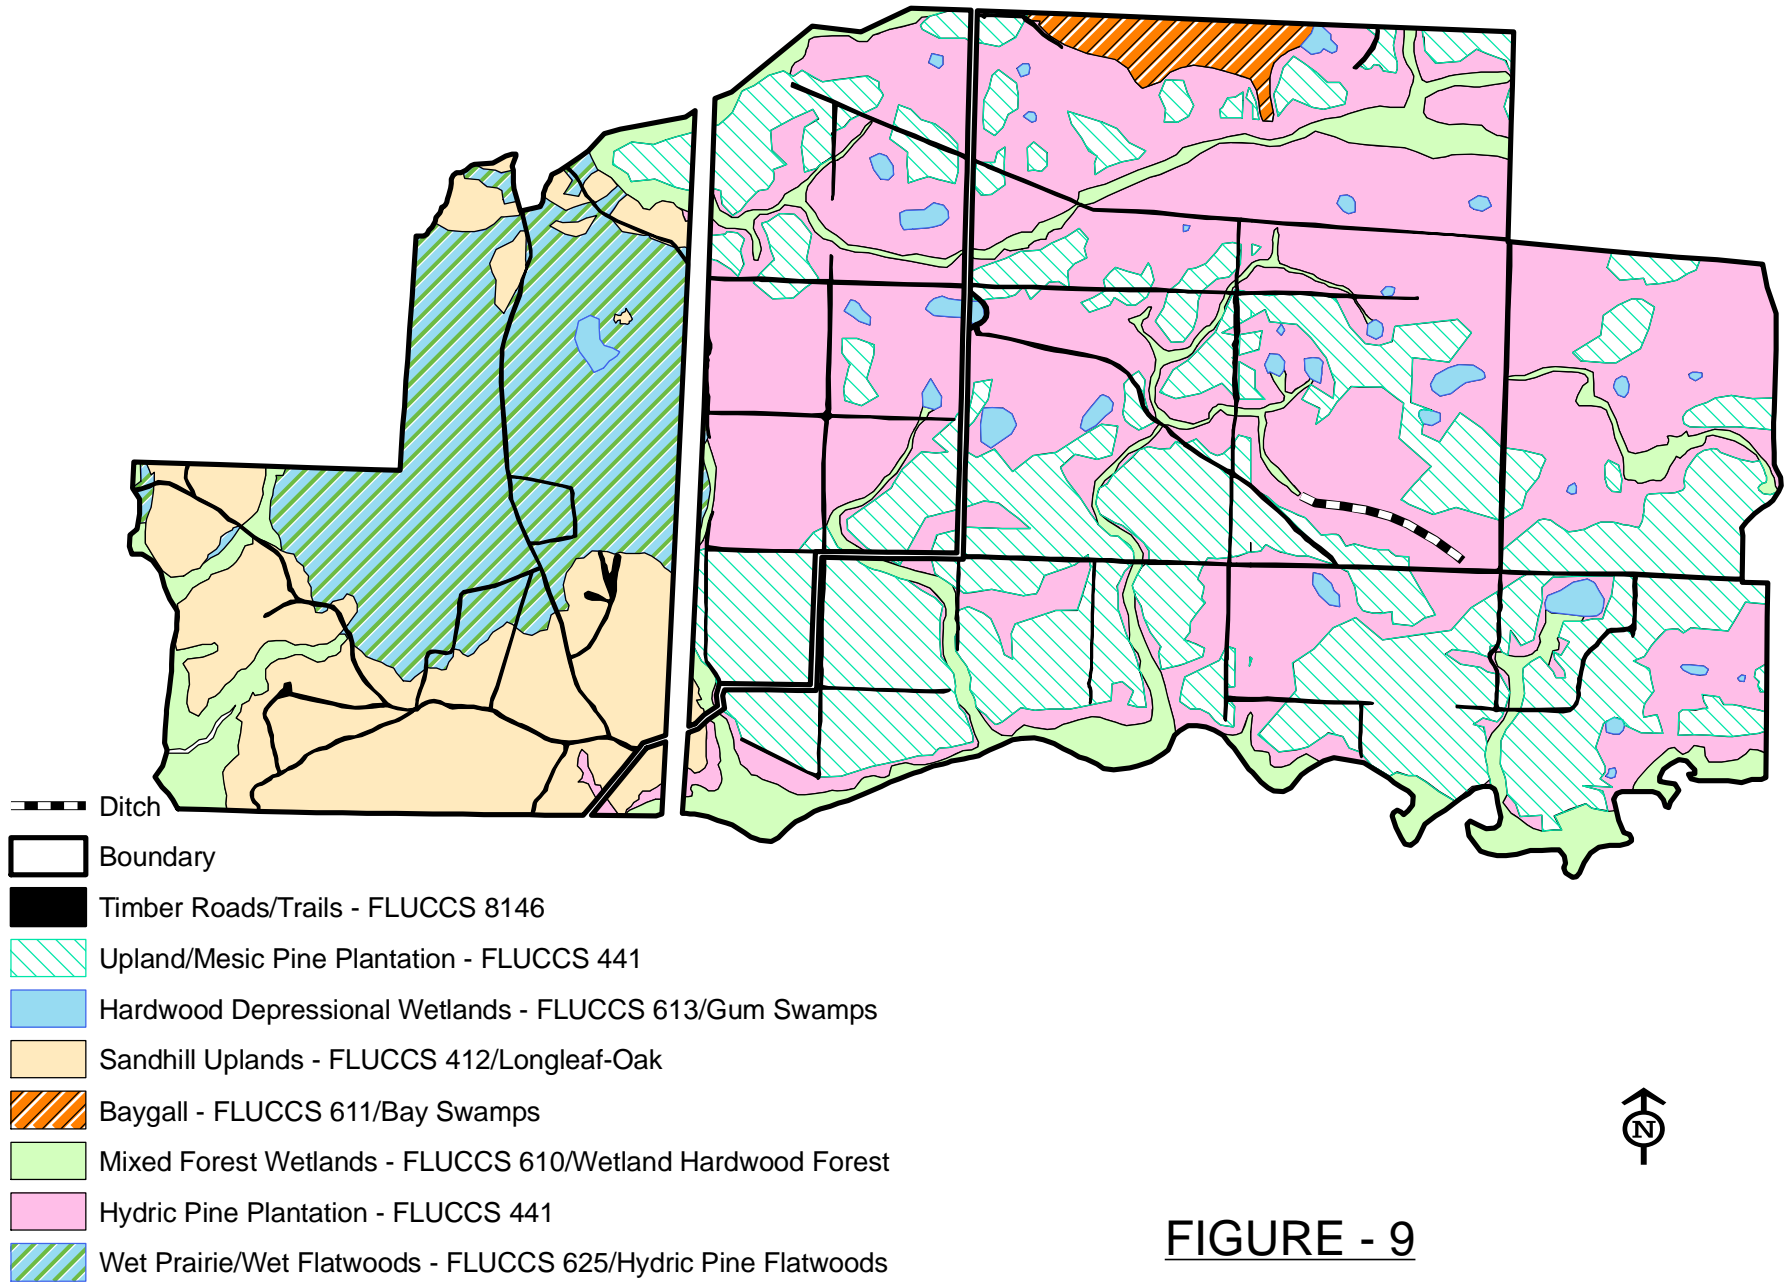 Ditch
Boundary
Timber Roads/Trails - FLUCCS 8146
Upland/Mesic Pine Plantation - FLUCCS 441
Hardwood Depressional Wetlands - FLUCCS 613/Gum Swamps
Sandhill Uplands - FLUCCS 412/Longleaf-Oak
Baygall - FLUCCS 611/Bay Swamps
Mixed Forest Wetlands - FLUCCS 610/Wetland Hardwood Forest
Hydric Pine Plantation - FLUCCS 441
Wet Prairie/Wet Flatwoods - FLUCCS 625/Hydric Pine Flatwoods
N
FIGURE - 9